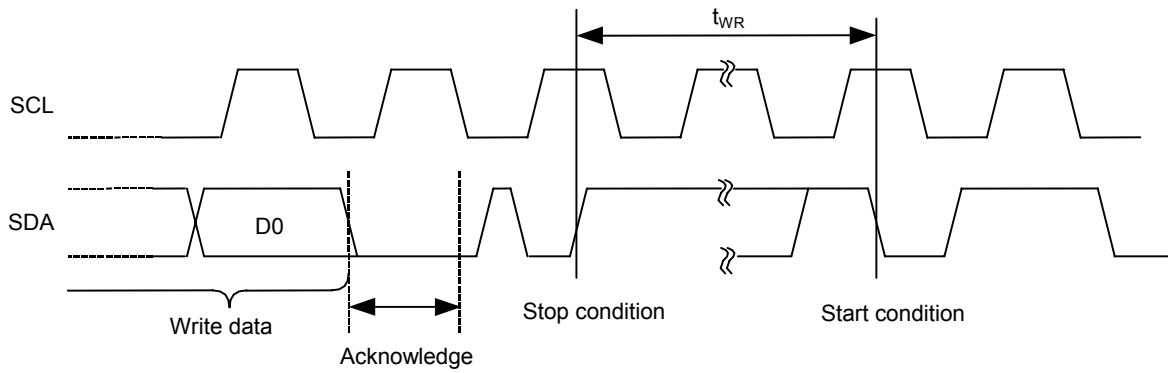 tWR
SCL
SDA
D0
Write data
Acknowledge
Stop condition
Start condition